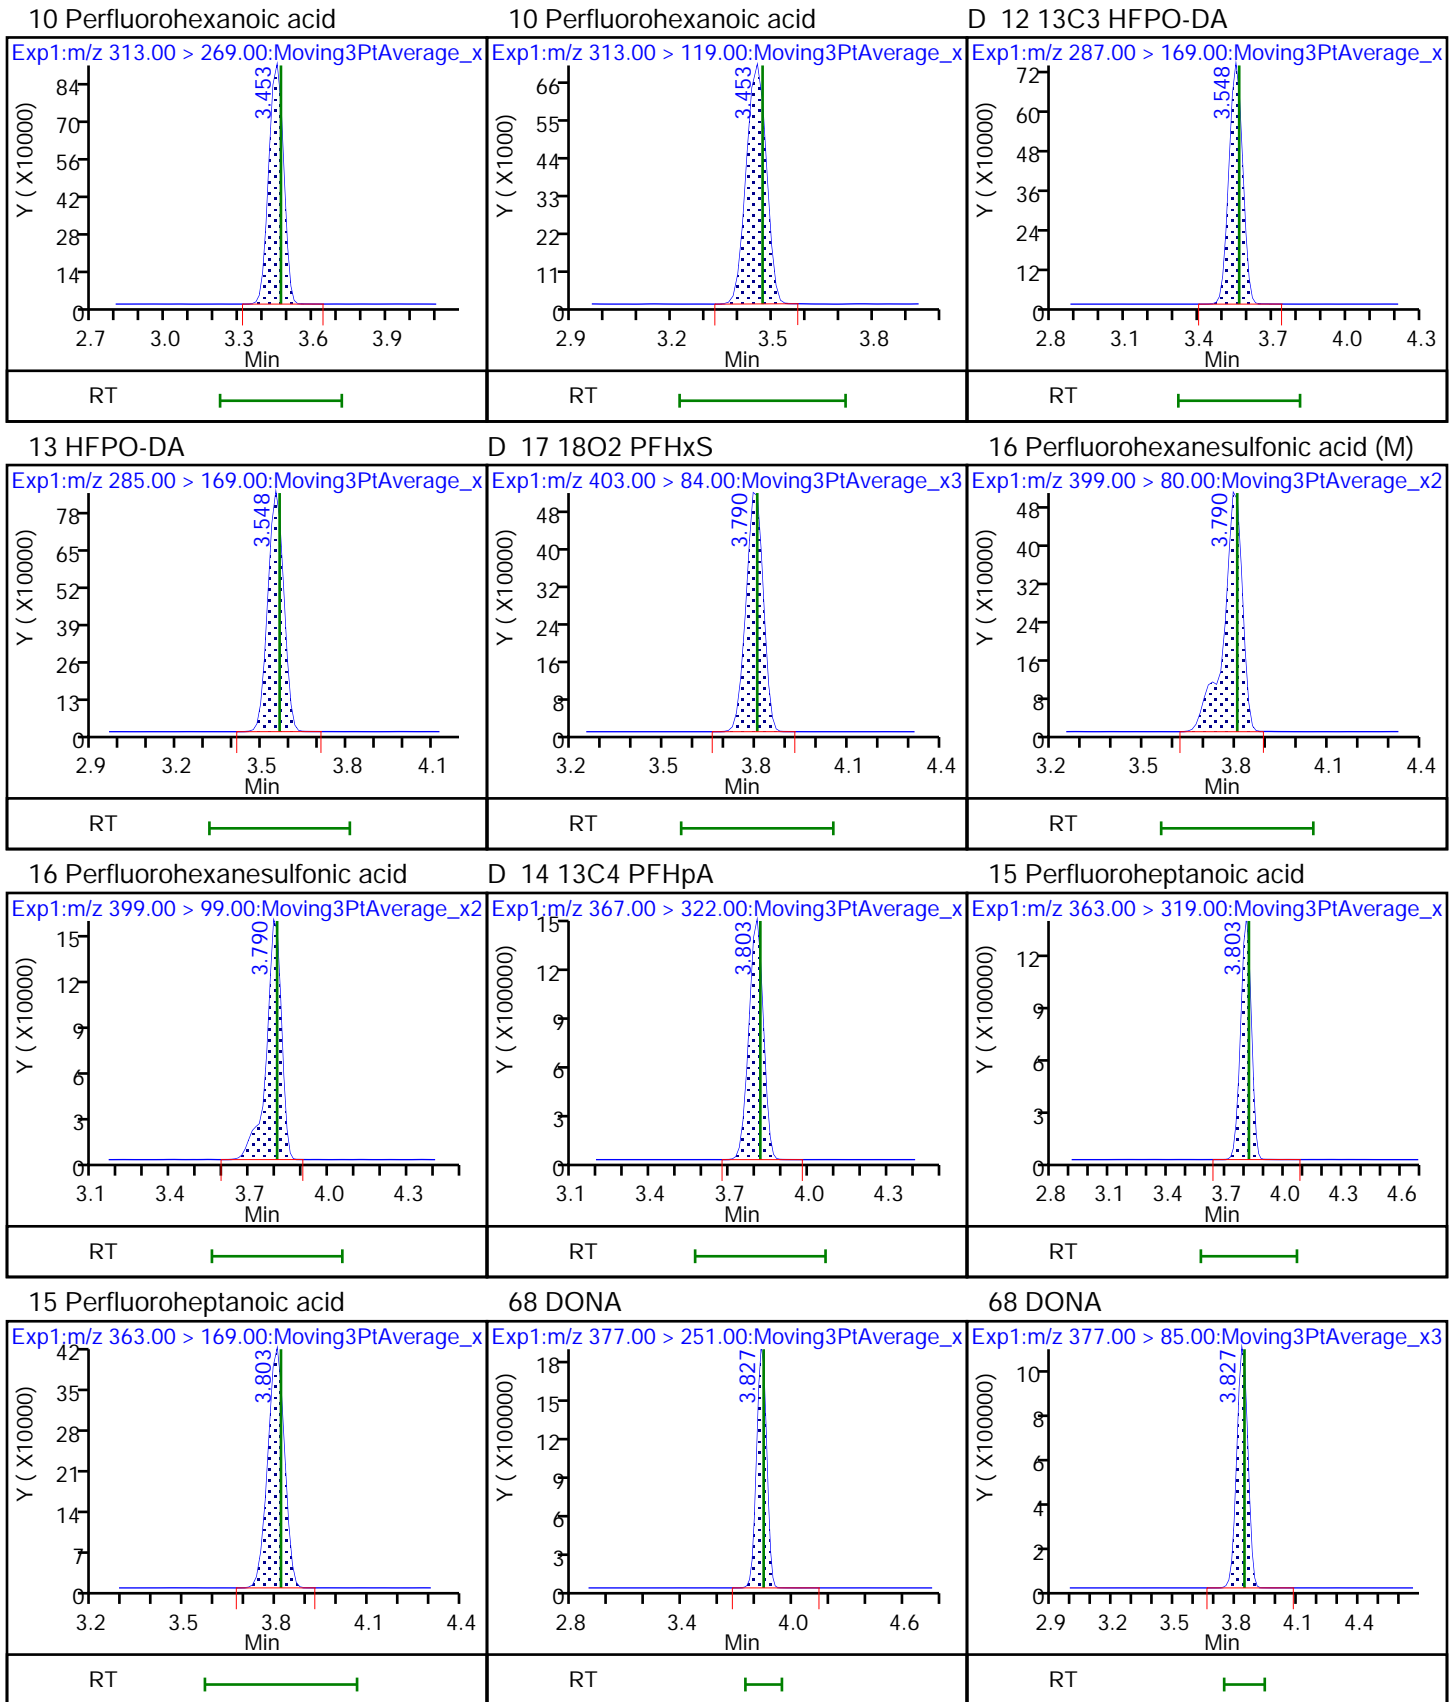 10 Perfluorohexanoic acid
Exp1:m/z 313.00 > 269.00:Moving3PtAverage_x
Y ( X10000)
84
70
56
42
28
14
0
3.453
2.7 3.0 3.3 3.6 3.9
Min
RT
10 Perfluorohexanoic acid
Exp1:m/z 313.00 > 119.00:Moving3PtAverage_x
Y ( X1000)
66
55
44
33
22
11
0
3.453
2.9 3.2 3.5 3.8
Min
RT
D 12 13C3 HFPO-DA
Exp1:m/z 287.00 > 169.00:Moving3PtAverage_x
Y ( X10000)
72
60
48
36
24
12
0
3.548
2.8 3.1 3.4 3.7 4.0 4.3
Min
RT
13 HFPO-DA
Exp1:m/z 285.00 > 169.00:Moving3PtAverage_x
Y ( X10000)
78
65
52
39
26
13
0
3.548
2.9 3.2 3.5 3.8 4.1
Min
RT
D 17 18O2 PFHxS
Exp1:m/z 403.00 > 84.00:Moving3PtAverage_x3
Y ( X10000)
48
40
32
24
16
8
0
3.790
3.2 3.5 3.8 4.1 4.4
Min
RT
16 Perfluorohexanesulfonic acid (M)
Exp1:m/z 399.00 > 80.00:Moving3PtAverage_x2
Y ( X10000)
48
40
32
24
16
8
0
3.790
3.2 3.5 3.8 4.1 4.4
Min
RT
16 Perfluorohexanesulfonic acid
Exp1:m/z 399.00 > 99.00:Moving3PtAverage_x2
Y ( X10000)
15
12
9
6
3
0
3.790
3.1 3.4 3.7 4.0 4.3
Min
RT
D 14 13C4 PFHpA
Exp1:m/z 367.00 > 322.00:Moving3PtAverage_x
Y ( X100000)
15
12
9
6
3
0
3.803
3.1 3.4 3.7 4.0 4.3
Min
RT
15 Perfluoroheptanoic acid
Exp1:m/z 363.00 > 319.00:Moving3PtAverage_x
Y ( X100000)
12
9
6
3
0
3.803
2.8 3.1 3.4 3.7 4.0 4.3 4.6
Min
RT
15 Perfluoroheptanoic acid
Exp1:m/z 363.00 > 169.00:Moving3PtAverage_x
Y ( X10000)
42
35
28
21
14
7
0
3.803
3.2 3.5 3.8 4.1 4.4
Min
RT
68 DONA
Exp1:m/z 377.00 > 251.00:Moving3PtAverage_x
Y ( X100000)
18
15
12
9
6
3
0
3.827
2.8 3.4 4.0 4.6
Min
RT
68 DONA
Exp1:m/z 377.00 > 85.00:Moving3PtAverage_x3
Y ( X100000)
10
8
6
4
2
0
3.827
2.9 3.2 3.5 3.8 4.1 4.4
Min
RT